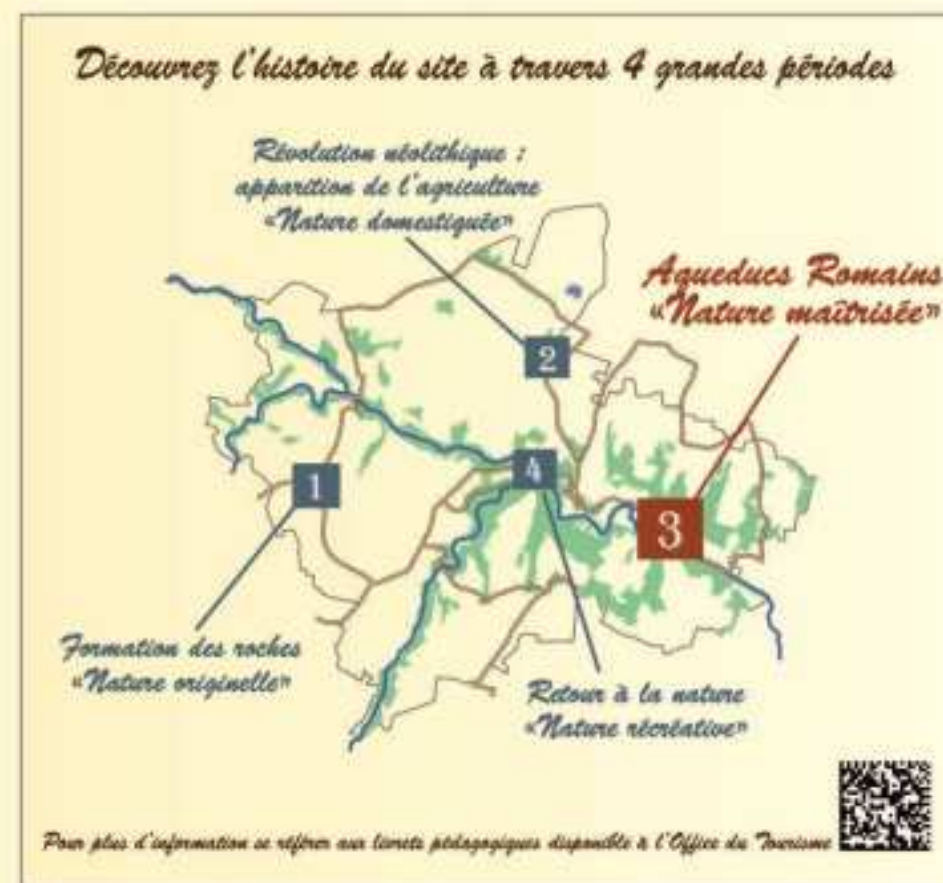 Découvrez l'histoire du site à travers 4 grandes périodes
Révolution néolithique :
apparition de l'agriculture
«Nature domestiquée»
Aqueducs Romains
«Nature maîtrisée»
2
1
4
3
Formation des roches
«Nature originelle»
Retour à la nature
«Nature récréative»
Pour plus d'information se référer aux livrets pédagogiques disponible à l'Office du Tourisme